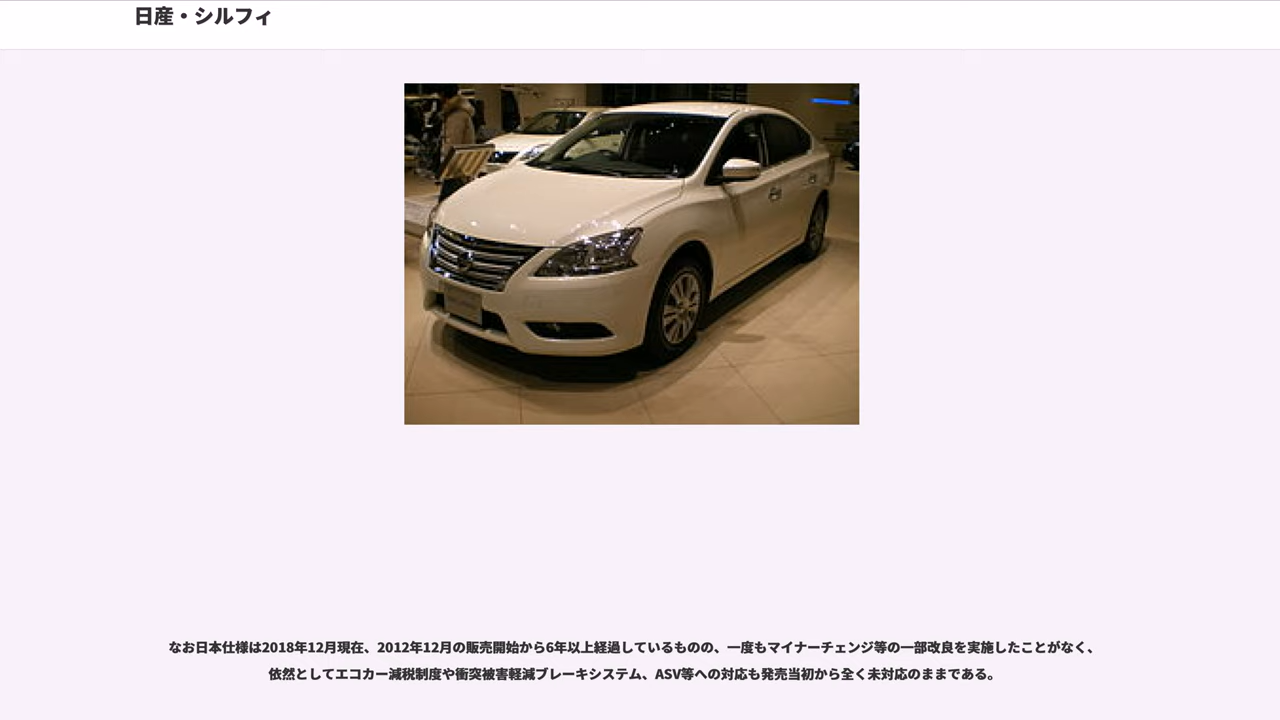 日産・シルフィ
なお日本仕様は2018年12月現在、2012年12月の販売開始から6年以上経過しているものの、一度もマイナーチェンジ等の一部改良を実施したことがなく、
依然としてエコカー減税制度や衝突被害軽減ブレーキシステム、ASV等への対応も発売当初から全く未対応のままである。